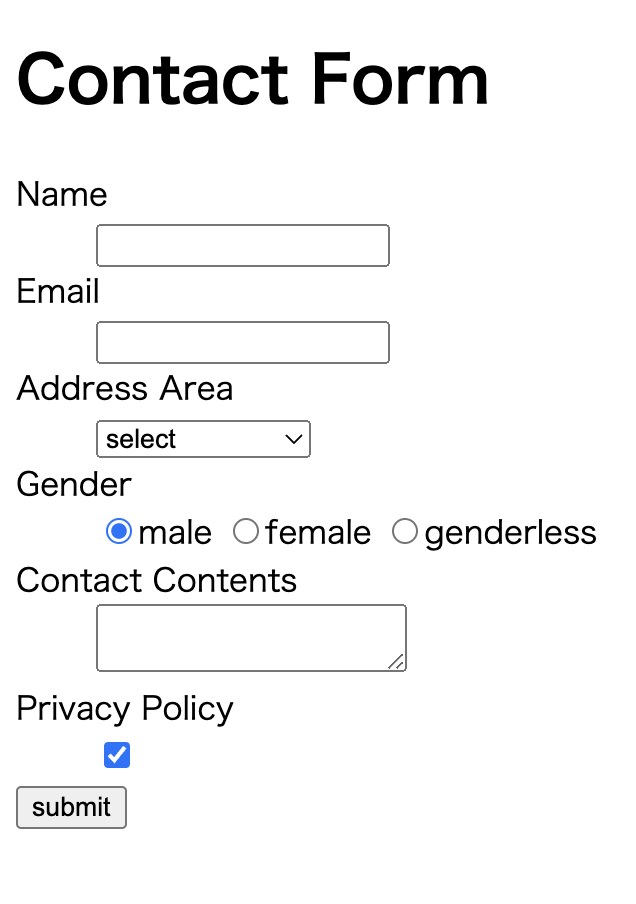 Contact Form
Name
Email
Address Area
select
Gender
male female genderless
Contact Contents
Privacy Policy
submit